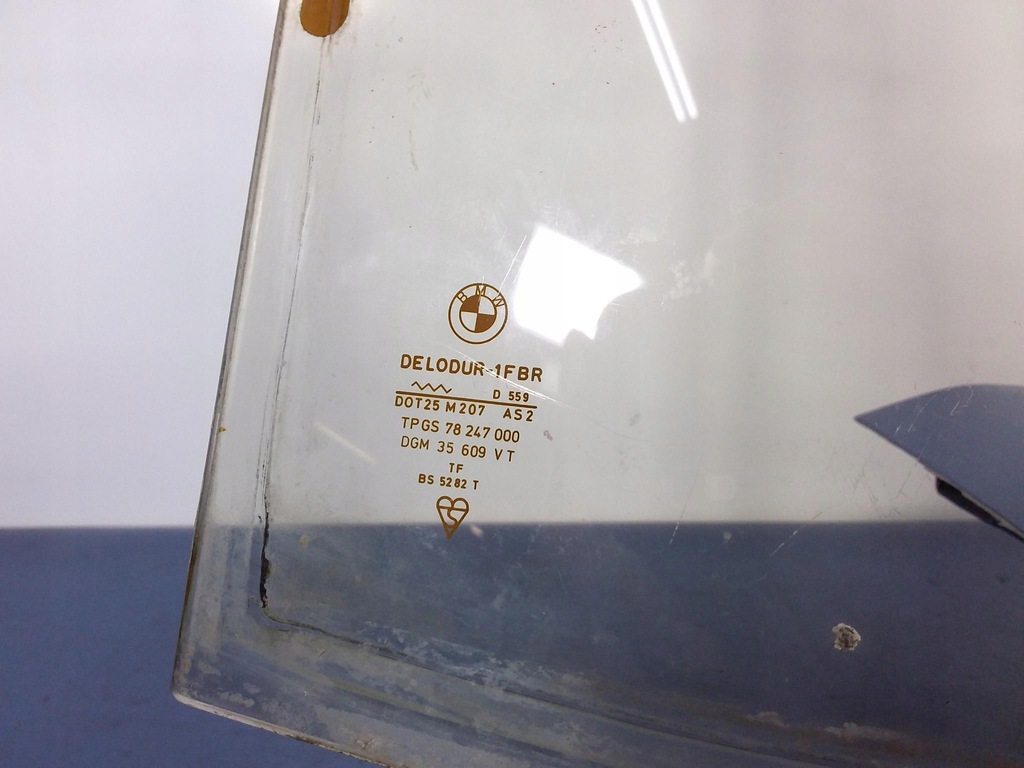 BMW
DELODUR-1FBR
D 559
DOT25 M207 AS2
TPGS 78 247 000
DGM 35 609 VT
TF
BS 5282 T